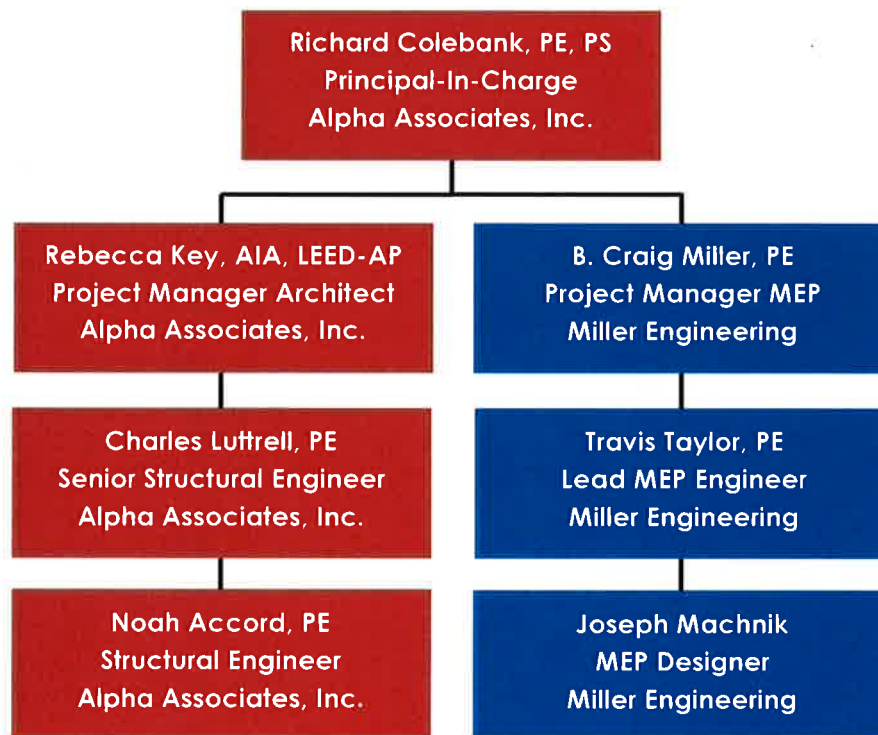 Richard Colebank, PE, PS
Principal-In-Charge
Alpha Associates, Inc.
Rebecca Key, AIA, LEED-AP
Project Manager Architect
Alpha Associates, Inc.
B. Craig Miller, PE
Project Manager MEP
Miller Engineering
Charles Luttrell, PE
Senior Structural Engineer
Alpha Associates, Inc.
Travis Taylor, PE
Lead MEP Engineer
Miller Engineering
Noah Accord, PE
Structural Engineer
Alpha Associates, Inc.
Joseph Machnik
MEP Designer
Miller Engineering